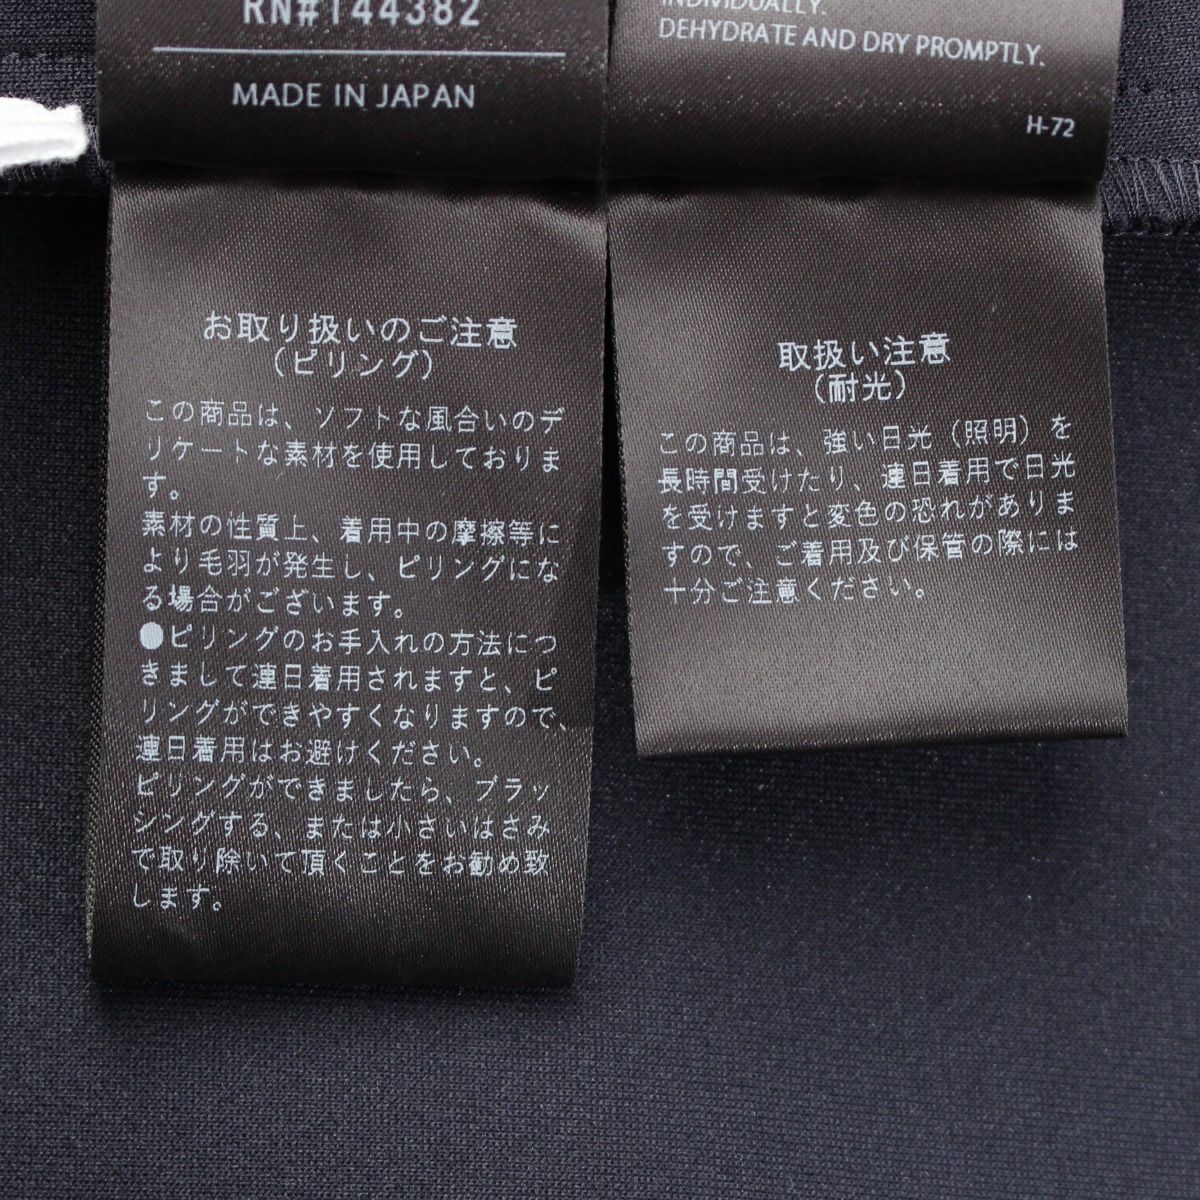 RN#144382
MADE IN JAPAN
お取り扱いのご注意
(ピリング)
この商品は、ソフトな風合いのデ
リケートな素材を使用しておりま
す。
素材の性質上、着用中の摩擦等に
より毛羽が発生し、ピリングにな
る場合がございます。
●ピリングのお手入れの方法につ
きまして連日着用されますと、ピ
リングができやすくなりますので、
連日着用はお避けください。
ピリングができましたら、ブラッ
シングする、または小さいはさみ
で取り除いて頂くことをお勧め致
します。
INDIVIDUALLY.
DEHYDRATE AND DRY PROMPTLY.
H-72
取扱い注意
(耐光)
この商品は、強い日光(照明)を
長時間受けたり、連日着用で日光
を受けますと変色の恐れがありま
すので、ご着用及び保管の際には
十分ご注意ください。